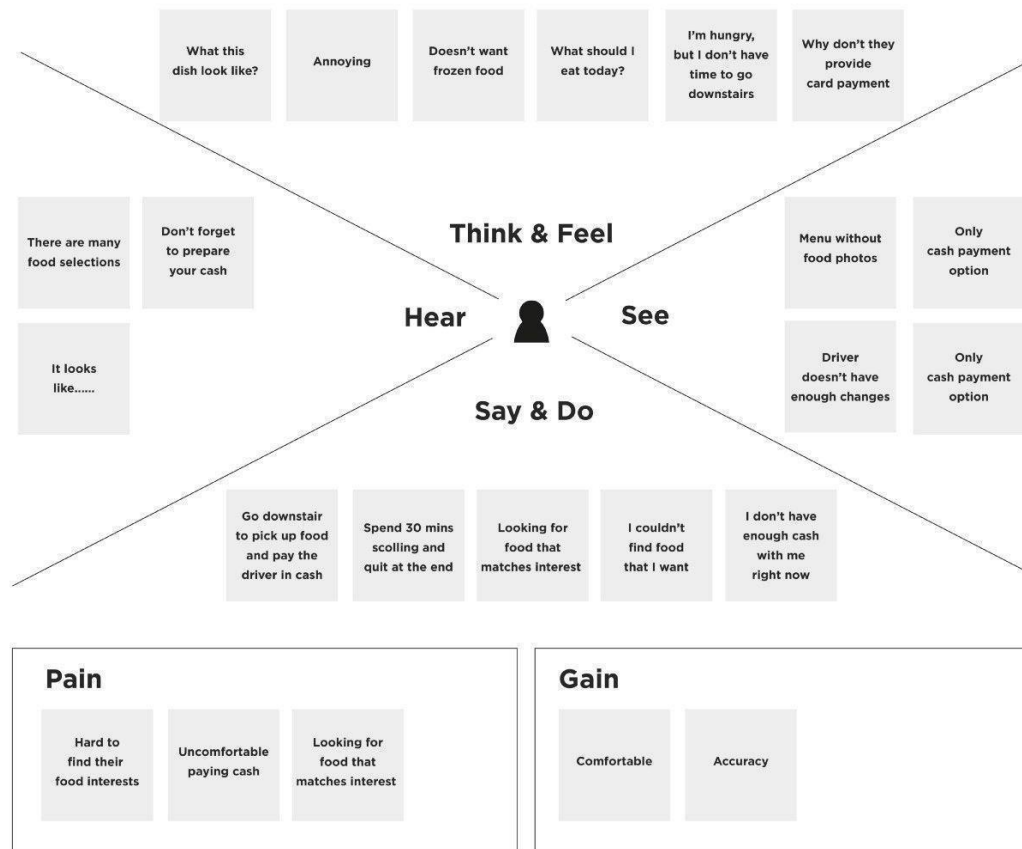 What this
dish look like?
Annoying
Doesn't want
frozen food
What should I
eat today?
I'm hungry,
but I don't have
time to go
downstairs
Why don't they
provide
card payment
Think & Feel
There are many
food selections
Don't forget
to prepare
your cash
It looks
like......
Hear
See
Menu without
food photos
Only
cash payment
option
Driver
doesn't have
enough changes
Only
cash payment
option
Say & Do
Go downstair
to pick up food
and pay the
driver in cash
Spend 30 mins
scolling and
quit at the end
Looking for
food that
matches interest
I couldn't
find food
that I want
I don't have
enough cash
with me
right now
Pain
Hard to
find their
food interests
Uncomfortable
paying cash
Looking for
food that
matches interest
Gain
Comfortable
Accuracy